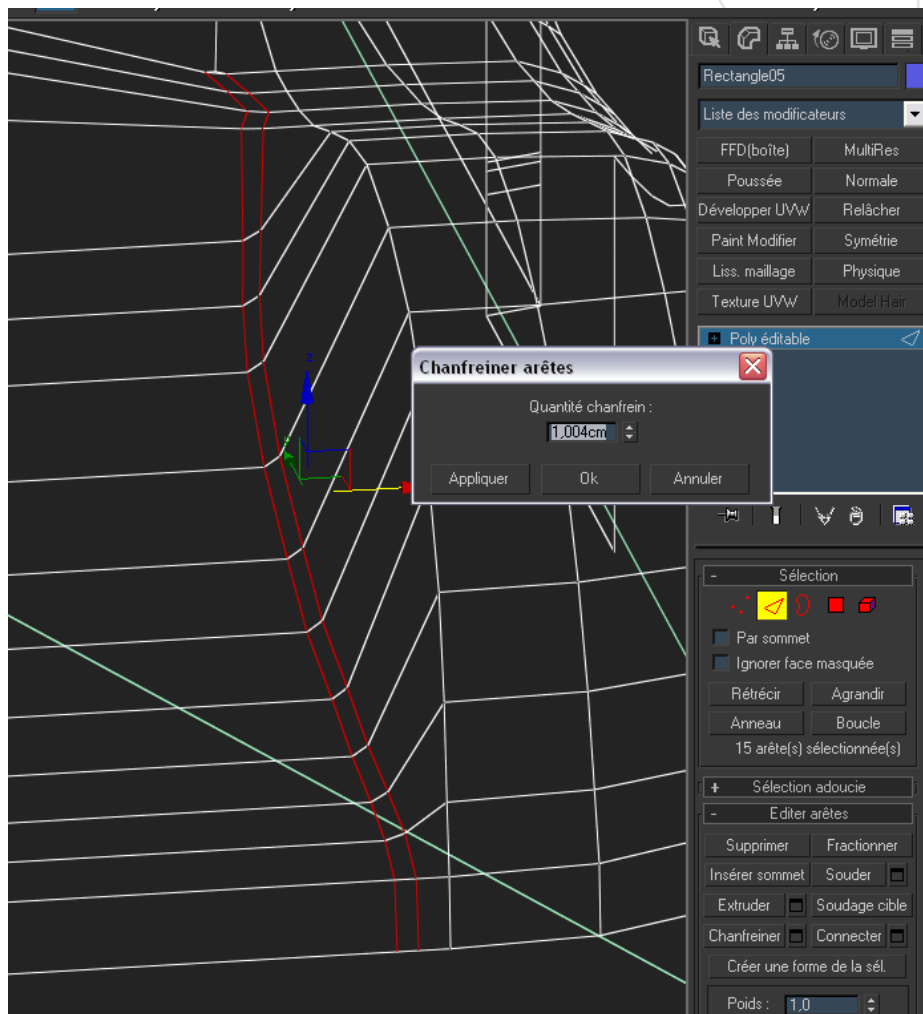 Rectangle05
Liste des modificateurs
FFD(boîte) MultiRes
Poussée Normale
Développer UVW Relâcher
Paint Modifier Symétrie
Liss. maillage Physique
Texture UVW Model Hair
Poly éditable
Chanfreiner arêtes
Quantité chanfrein :
1,004cm
Appliquer Ok Annuler
z
- Sélection
Par sommet
Ignorer face masquée
Rétrécir Agrandir
Anneau Boucle
15 arête(s) sélectionnée(s)
+ Sélection adoucie
- Editer arêtes
Supprimer Fractionner
Insérer sommet Souder
Extruder Soudage cible
Chanfreiner Connecter
Créer une forme de la sél.
Poids : 1,0